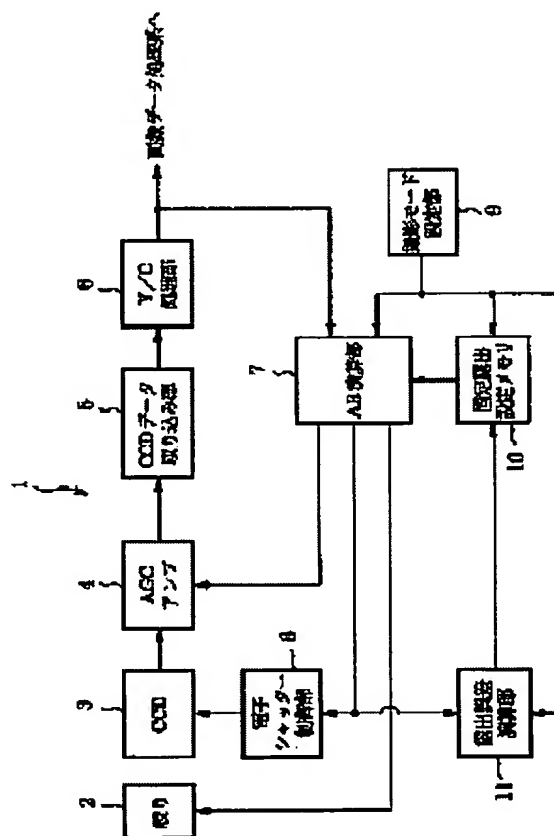 1
2
絞り
3
CCD
4
AGC
アンプ
5
CCDデータ
取り込み部
6
Y/C
処理部
画像データ処理系へ
7
AE演算部
8
電子
シャッター
制御部
9
撮影モード
設定部
10
固定露出
設定メモリ
11
露出
演算部